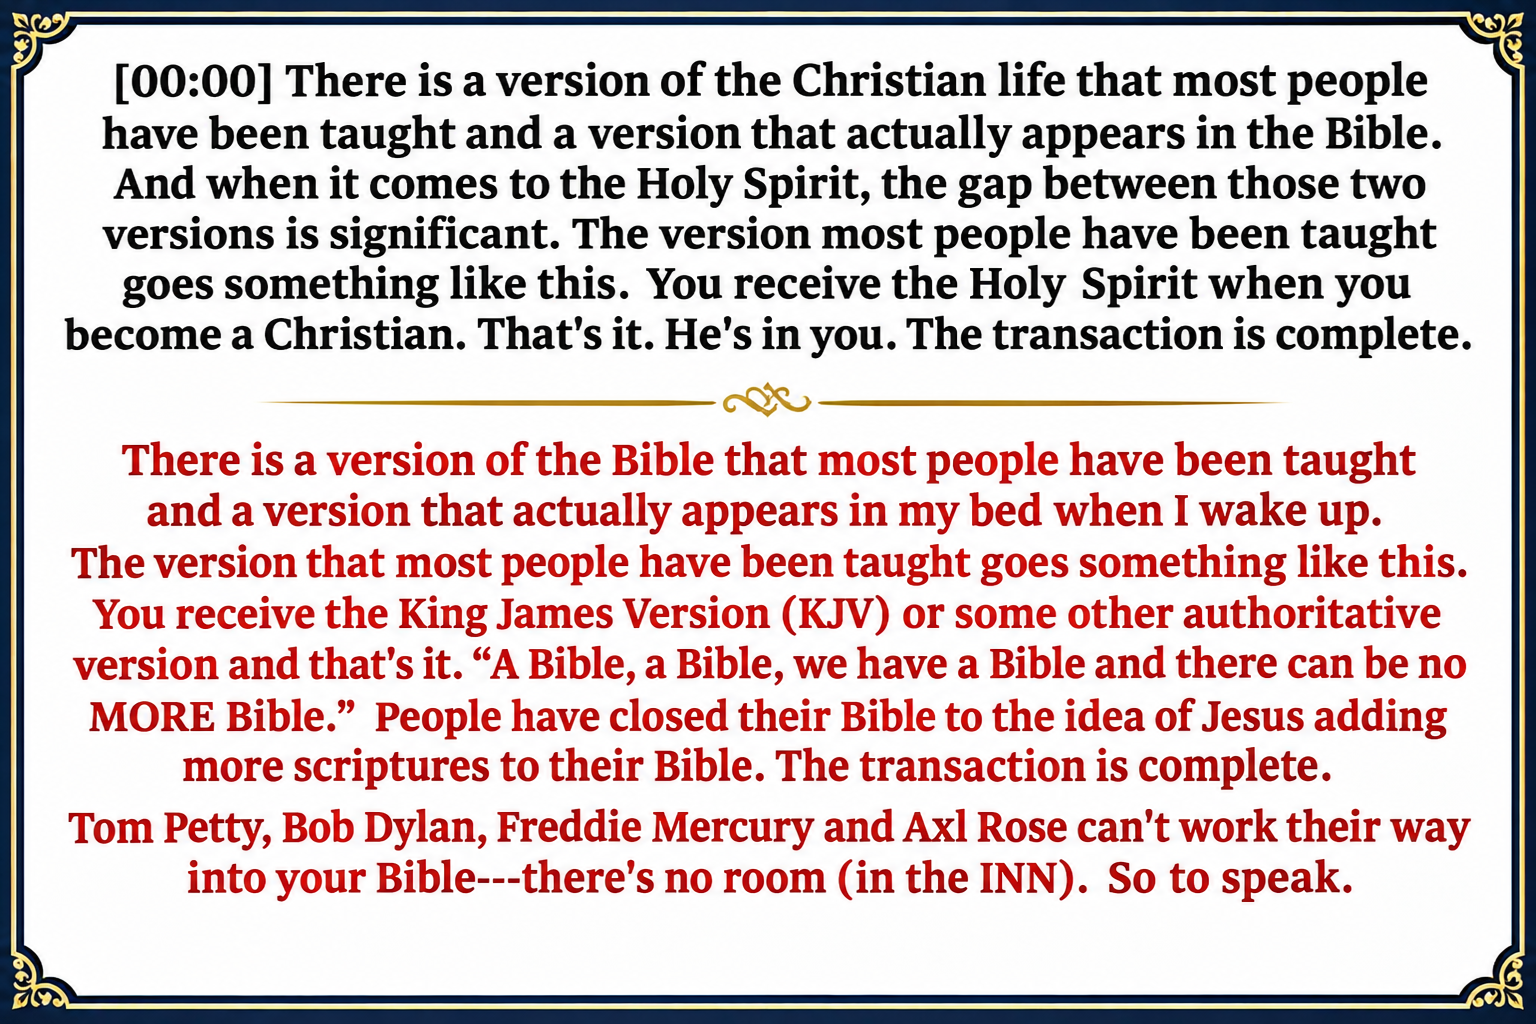 [00:00] There is a version of the Christian life that most people
have been taught and a version that actually appears in the Bible.
And when it comes to the Holy Spirit, the gap between those two
versions is significant. The version most people have been taught
goes something like this. You receive the Holy Spirit when you
become a Christian. That's it. He's in you. The transaction is complete.
There is a version of the Bible that most people have been taught
and a version that actually appears in my bed when I wake up.
The version that most people have been taught goes something like this.
You receive the King James Version (KJV) or some other authoritative
version and that's it. “A Bible, a Bible, we have a Bible and there can be no
MORE Bible.” People have closed their Bible to the idea of Jesus adding
more scriptures to their Bible. The transaction is complete.
Tom Petty, Bob Dylan, Freddie Mercury and Axl Rose can't work their way
into your Bible---there's no room (in the INN). So to speak.